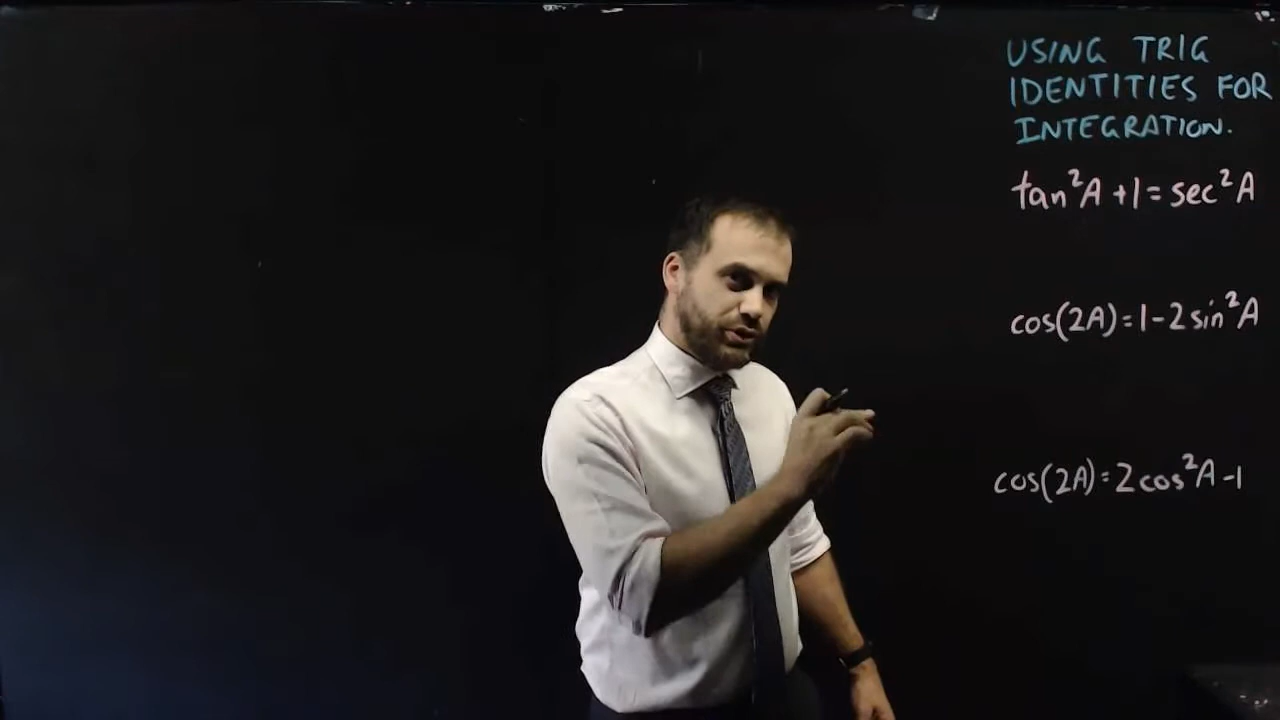 USING TRIG
IDENTITIES FOR
INTEGRATION.
tan²A +1 = sec²A
cos(2A) = 1 - 2 sin²A
cos(2A) = 2 cos²A - 1